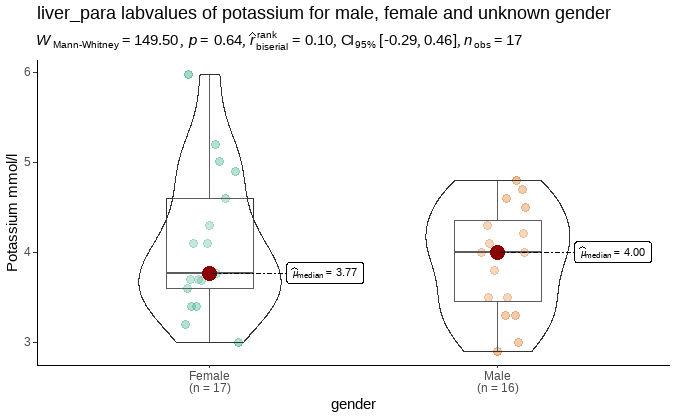 liver_para labvalues of potassium for male, female and unknown gender
W Mann-Whitney = 149.50, p = 0.64, r̂ rank biserial = 0.10, CI95% [-0.29, 0.46], nobs = 17
Potassium mmol/l
6
5
4
3
μ̂median = 3.77
μ̂median = 4.00
Female
(n = 17)
Male
(n = 16)
gender